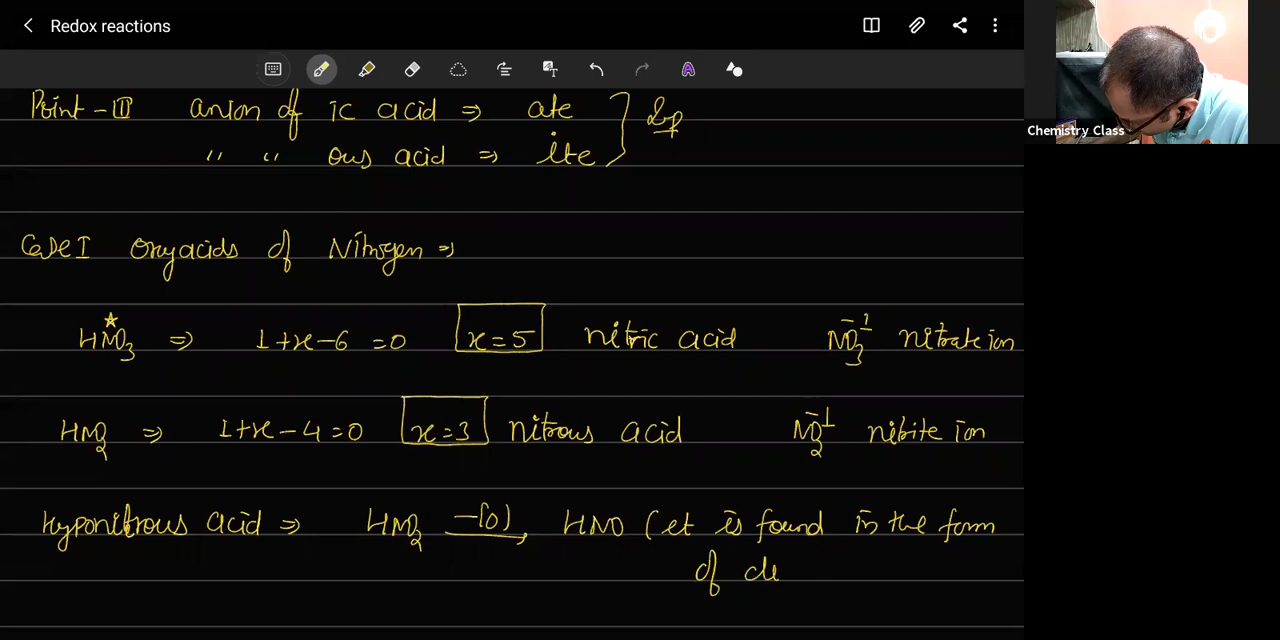 Redox reactions
Chemistry Class
Point-III anion of ic acid ⇒ ate
" " ous acid ⇒ ite
Case I Oxyacids of Nitrogen ⇒
HNO3 ⇒ 1+x-6=0 x=5 nitric acid NO3^-1 nitrate ion
HNO2 ⇒ 1+x-4=0 x=3 nitrous acid NO2^-1 nitrite ion
Hyponitrous acid ⇒ HNO2 -[O] → HNO (it is found in the form
of di